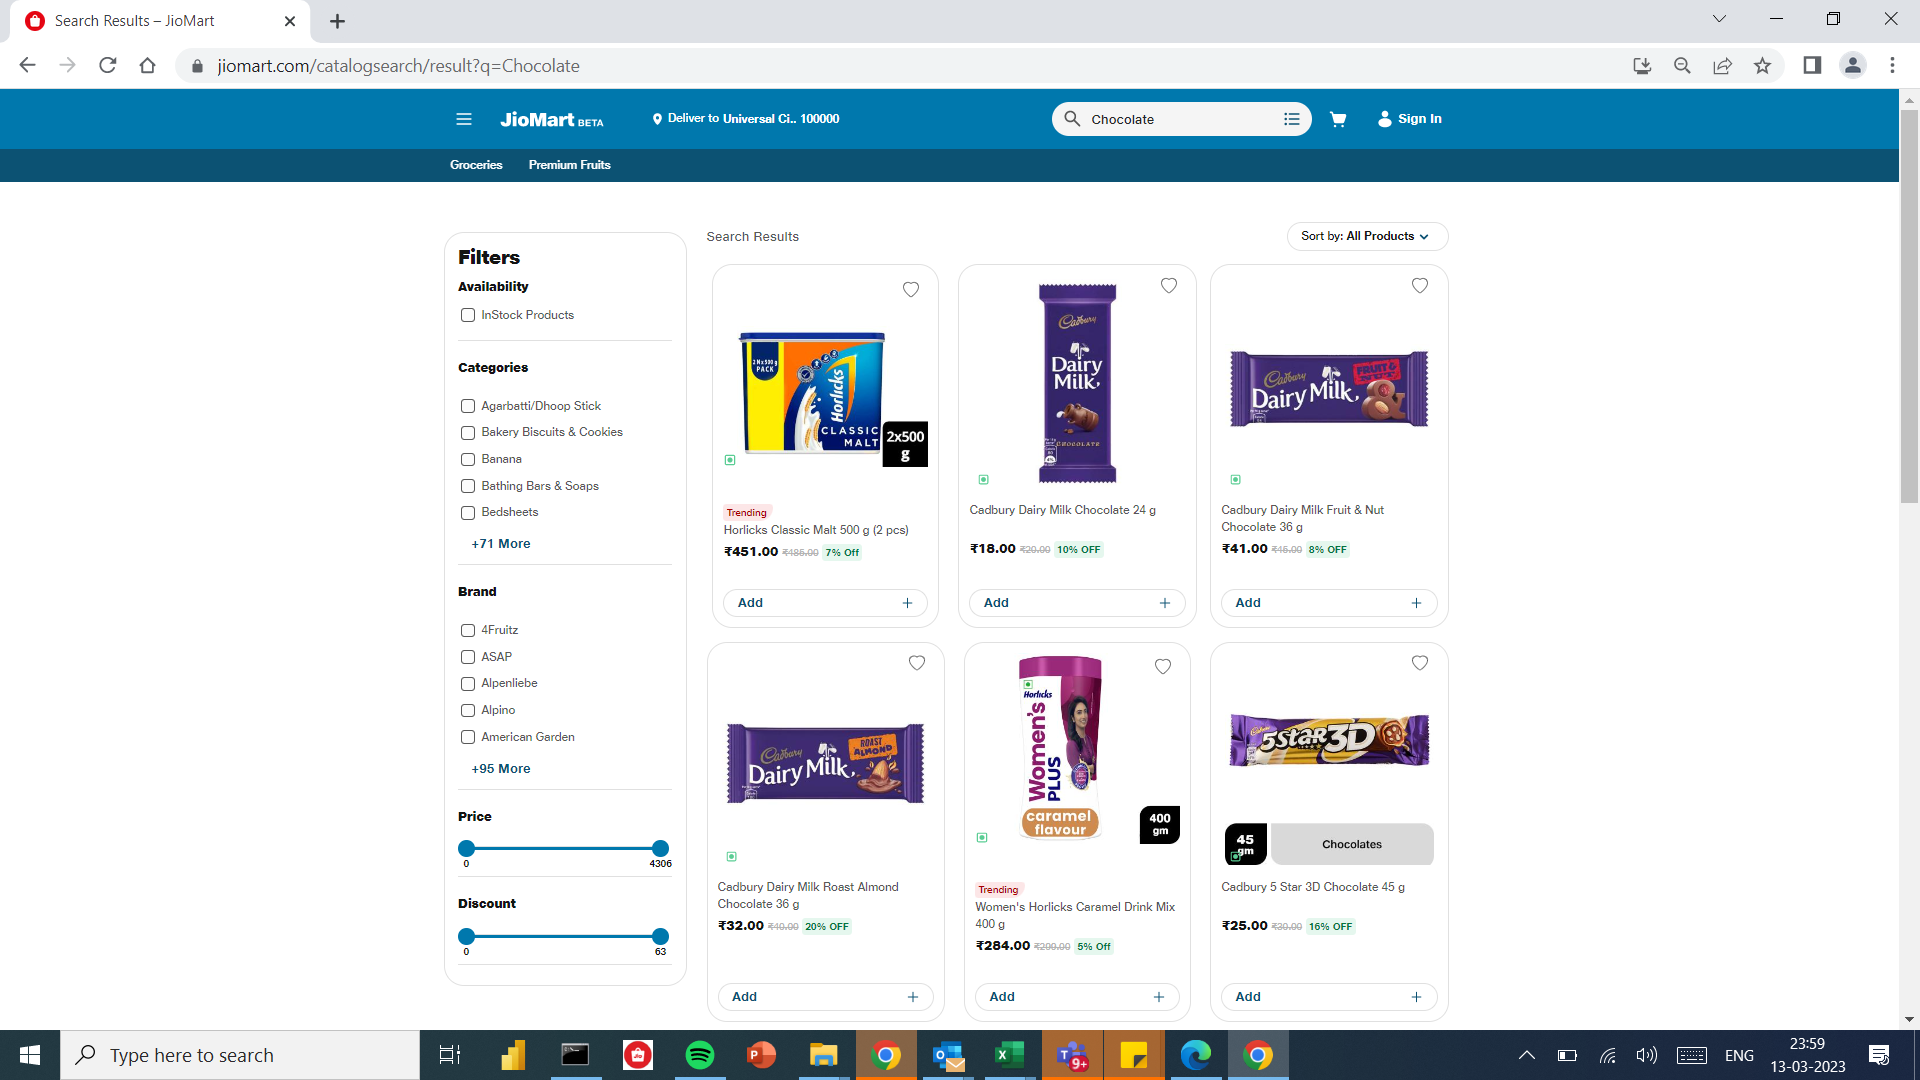 Search Results – JioMart
jiomart.com/catalogsearch/result?q=Chocolate
JioMart BETA
Deliver to Universal Ci.. 100000
Chocolate
Sign In
Groceries
Premium Fruits
Filters
Availability
InStock Products
Categories
Agarbatti/Dhoop Stick
Bakery Biscuits & Cookies
Banana
Bathing Bars & Soaps
Bedsheets
+71 More
Brand
4Fruitz
ASAP
Alpenliebe
Alpino
American Garden
+95 More
Price
0
4306
Discount
0
63
Search Results
Sort by: All Products
2 N x 500 g
PACK
Horlicks
CLASSIC
MALT
2x500
g
Trending
Horlicks Classic Malt 500 g (2 pcs)
₹451.00 ₹485.00 7% Off
Add +
Cadbury
Dairy
Milk
CHOCOLATE
Cadbury Dairy Milk Chocolate 24 g
₹18.00 ₹20.00 10% OFF
Add +
Cadbury
Dairy Milk
FRUIT &
NUT
Cadbury Dairy Milk Fruit & Nut
Chocolate 36 g
₹41.00 ₹45.00 8% OFF
Add +
Cadbury
Dairy Milk
ROAST
ALMOND
Cadbury Dairy Milk Roast Almond
Chocolate 36 g
₹32.00 ₹40.00 20% OFF
Add +
Horlicks
Women's
PLUS
caramel
flavour
400
gm
Trending
Women's Horlicks Caramel Drink Mix
400 g
₹284.00 ₹299.00 5% Off
Add +
Cadbury
5Star 3D
45
gm
Chocolates
Cadbury 5 Star 3D Chocolate 45 g
₹25.00 ₹30.00 16% OFF
Add +
Type here to search
9+
ENG
23:59
13-03-2023